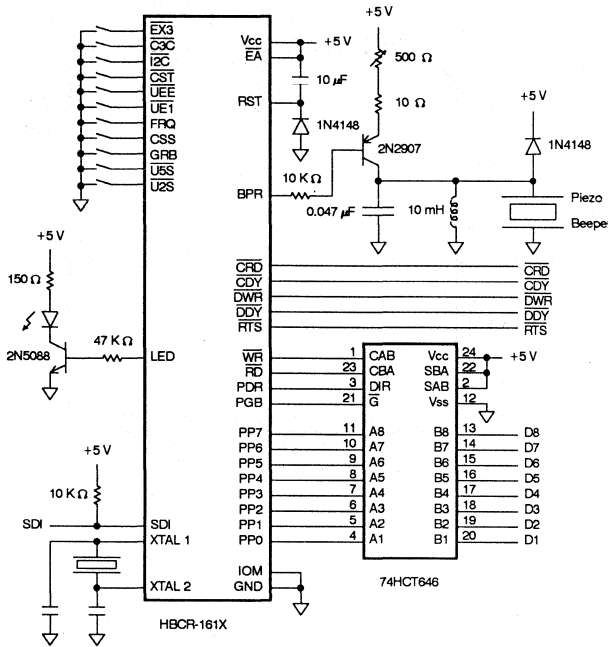 +5 V
EX3
C3C
I2C
CST
UEE
UE1
FRQ
CSS
GRB
U5S
U2S
Vcc
+5 V
EA
10 µF
RST
1N4148
500 Ω
10 Ω
2N2907
+5 V
1N4148
BPR
10 KΩ
0.047 µF
10 mH
Piezo
Beepe
+5 V
150 Ω
2N5088
47 KΩ
LED
CRD CRD
CDY CDY
DWR DWR
DDY DDY
RTS RTS
WR 1 CAB Vcc 24 +5 V
RD 23 CBA SBA 22
PDR 3 DIR SAB 2
PGB 21 G Vss 12
PP7 11 A8 B8 13 D8
PP6 10 A7 B7 14 D7
PP5 9 A6 B6 15 D6
PP4 8 A5 B5 16 D5
PP3 7 A4 B4 17 D4
PP2 6 A3 B3 18 D3
PP1 5 A2 B2 19 D2
PP0 4 A1 B1 20 D1
74HCT646
+5 V
10 KΩ
SDI SDI
XTAL 1
XTAL 2
IOM
GND
HBCR-161X